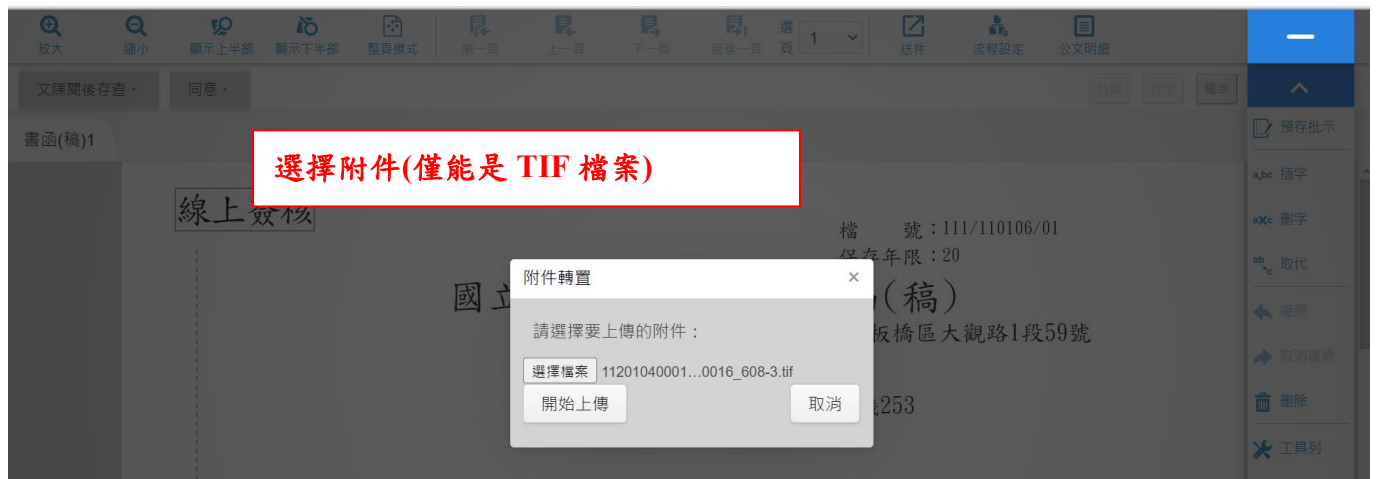 放大 縮小 顯示上半部 顯示下半部 整頁模式 第一頁 上一頁 下一頁 最後一頁 選頁 1 送件 流程設定 公文明細
文陳閱後存查 同意 代車 職章
書函(稿)1
預存批示
選擇附件(僅能是 TIF 檔案)
a,bc 插字
線上簽核
aXc 刪字
檔 號：111/110106/01
保存年限：20
ab c 取代
附件轉置 ×
國立 (稿)
復原
請選擇要上傳的附件：
板橋區大觀路1段59號
取消復原
選擇檔案 11201040001...0016_608-3.tif
開始上傳 取消
253
刪除
工具列